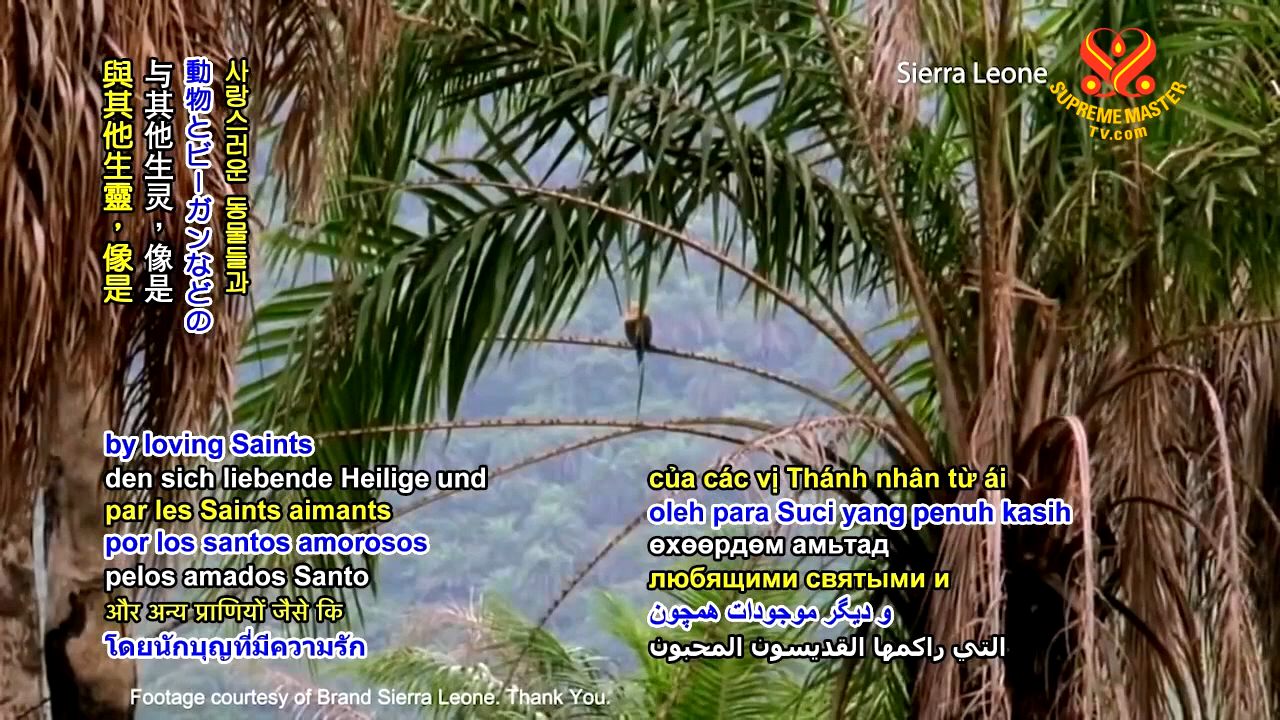 Sierra Leone
SUPREME MASTER
TV.com
사랑스러운 동물들과
動物とビーガンなどの
与其他生灵，像是
與其他生靈，像是
by loving Saints
den sich liebende Heilige und
par les Saints aimants
por los santos amorosos
pelos amados Santo
और अन्य प्राणियों जैसे कि
โดยนักบุญที่มีความรัก
của các vị Thánh nhân từ ái
oleh para Suci yang penuh kasih
өхөөрдөм амьтад
любящими святыми и
و دیگر موجودات همچون
التي راكمها القديسون المحبون
Footage courtesy of Brand Sierra Leone. Thank You.